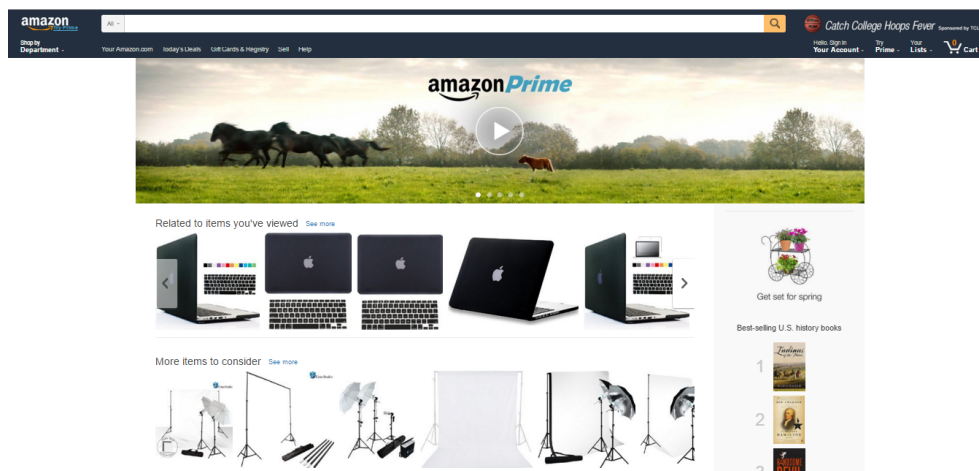 amazon
Try Prime
All
Catch College Hoops Fever Sponsored by TCL
Shop by
Department
Your Amazon.com Today's Deals Gift Cards & Registry Sell Help
Hello. Sign in
Your Account
Try
Prime
Your
Lists
0
Cart
amazonPrime
Related to items you've viewed See more
Get set for spring
Best-selling U.S. history books
1
More items to consider See more
2
HAMILTON
3